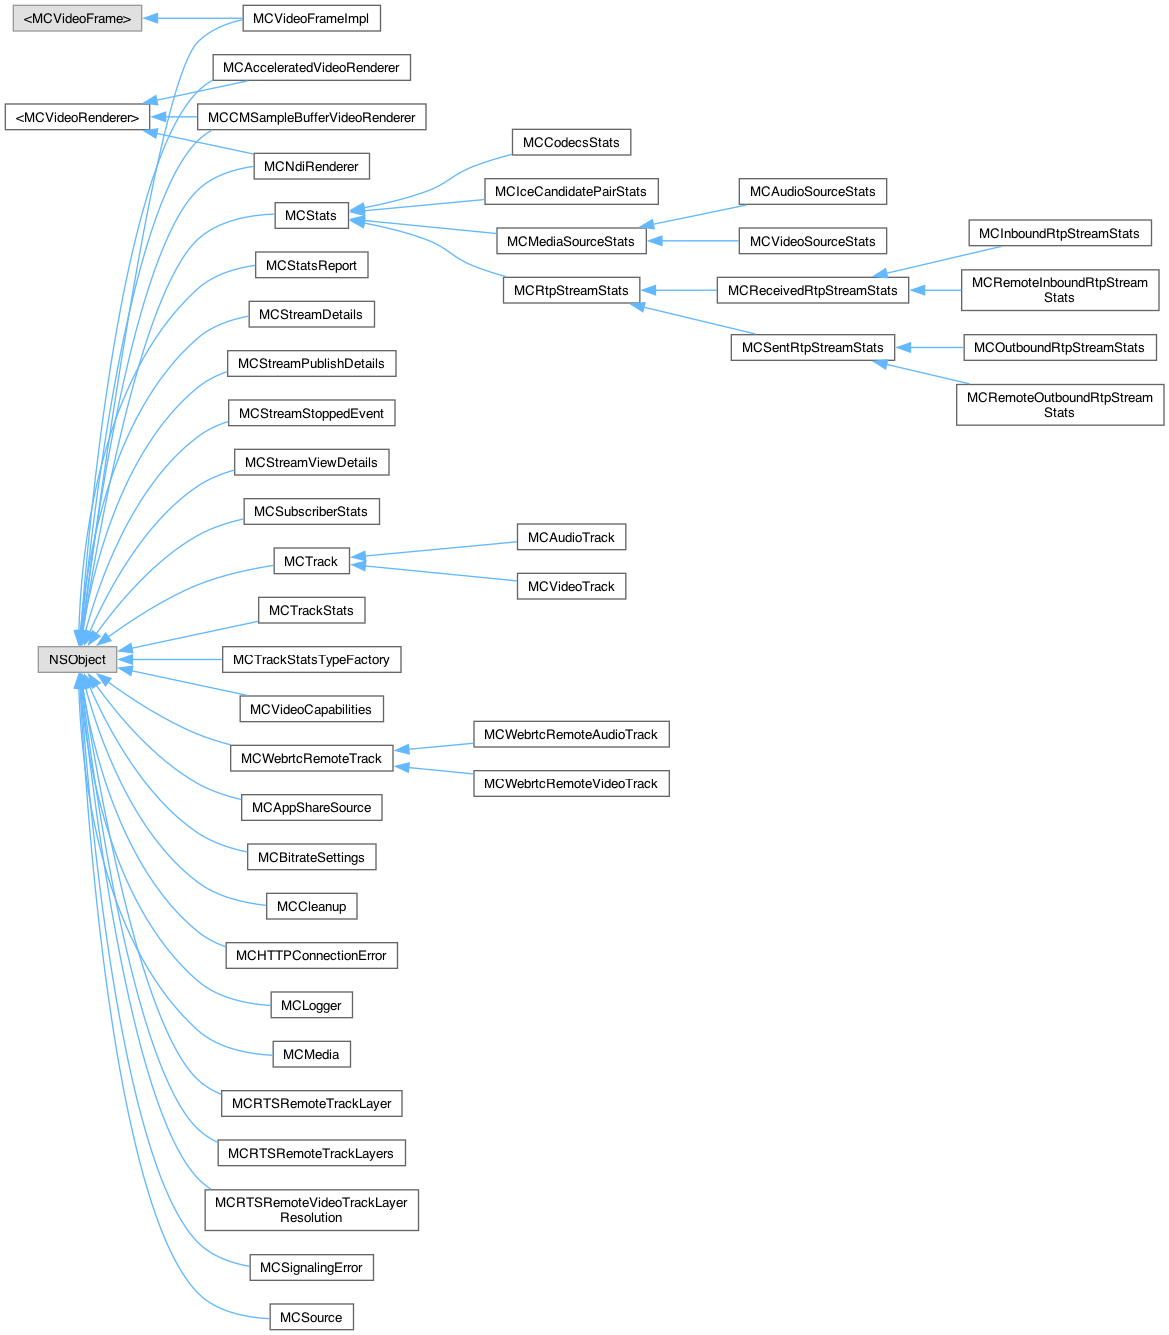 <MCVideoFrame>
MCVideoFrameImpl
MCAcceleratedVideoRenderer
<MCVideoRenderer>
MCCMSampleBufferVideoRenderer
MCNdiRenderer
MCStats
MCCodecsStats
MCIceCandidatePairStats
MCMediaSourceStats
MCAudioSourceStats
MCVideoSourceStats
MCRtpStreamStats
MCReceivedRtpStreamStats
MCInboundRtpStreamStats
MCRemoteInboundRtpStream
Stats
MCSentRtpStreamStats
MCOutboundRtpStreamStats
MCRemoteOutboundRtpStream
Stats
MCStatsReport
MCStreamDetails
MCStreamPublishDetails
MCStreamStoppedEvent
MCStreamViewDetails
MCSubscriberStats
MCTrack
MCAudioTrack
MCVideoTrack
MCTrackStats
NSObject
MCTrackStatsTypeFactory
MCVideoCapabilities
MCWebrtcRemoteTrack
MCWebrtcRemoteAudioTrack
MCWebrtcRemoteVideoTrack
MCAppShareSource
MCBitrateSettings
MCCleanup
MCHTTPConnectionError
MCLogger
MCMedia
MCRTSRemoteTrackLayer
MCRTSRemoteTrackLayers
MCRTSRemoteVideoTrackLayer
Resolution
MCSignalingError
MCSource